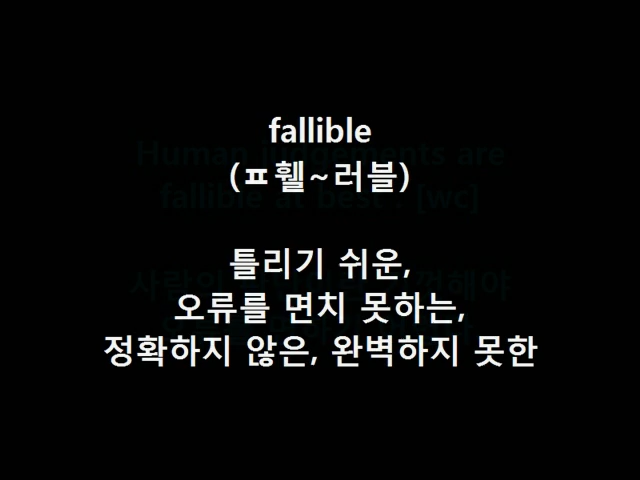 fallible
(ㅍ휄~러블)
틀리기 쉬운,
오류를 면치 못하는,
정확하지 않은, 완벽하지 못한